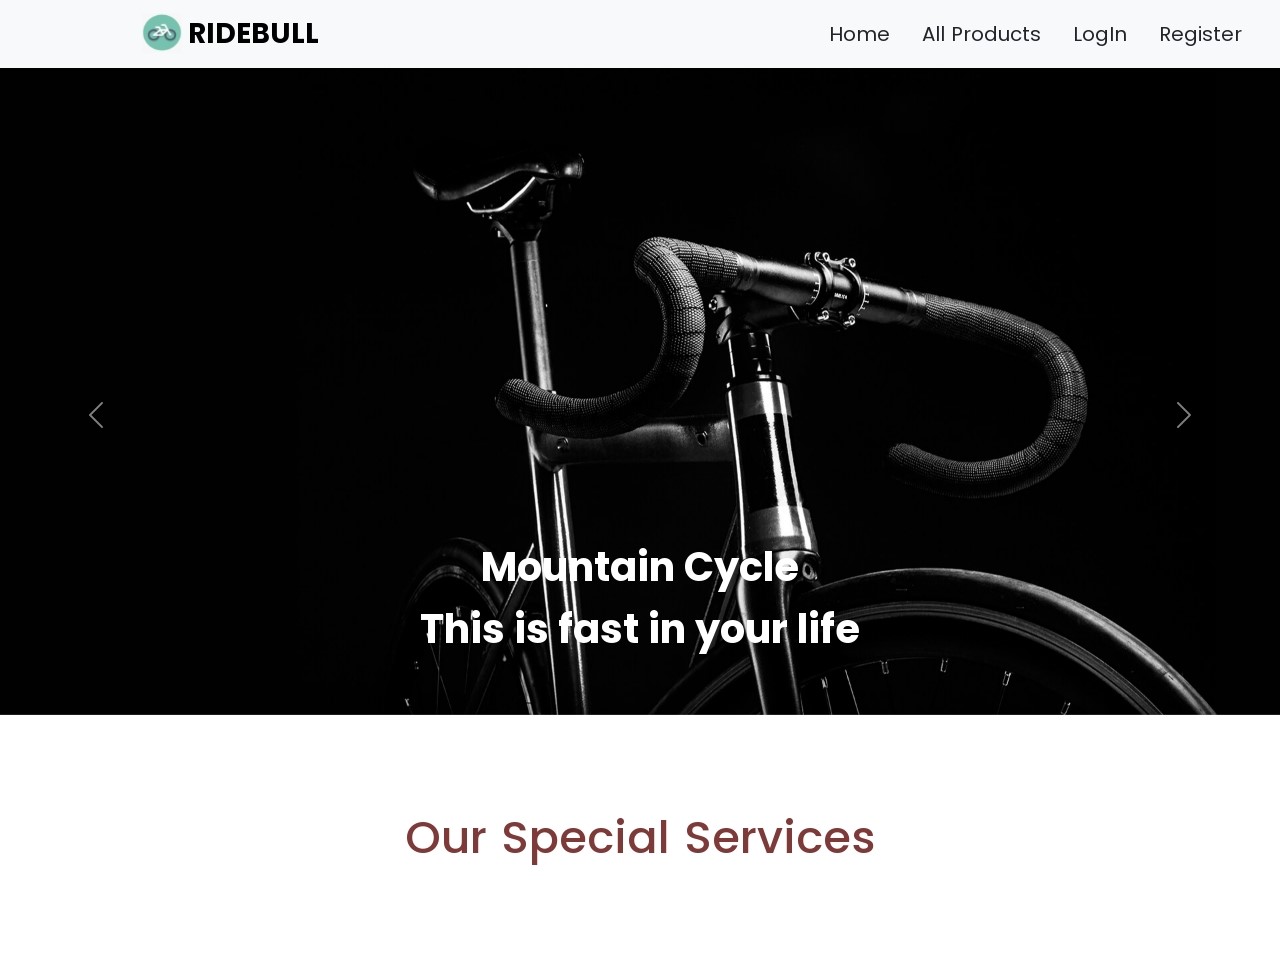 RIDEBULL
Home
All Products
LogIn
Register
Mountain Cycle
This is fast in your life
Our Special Services